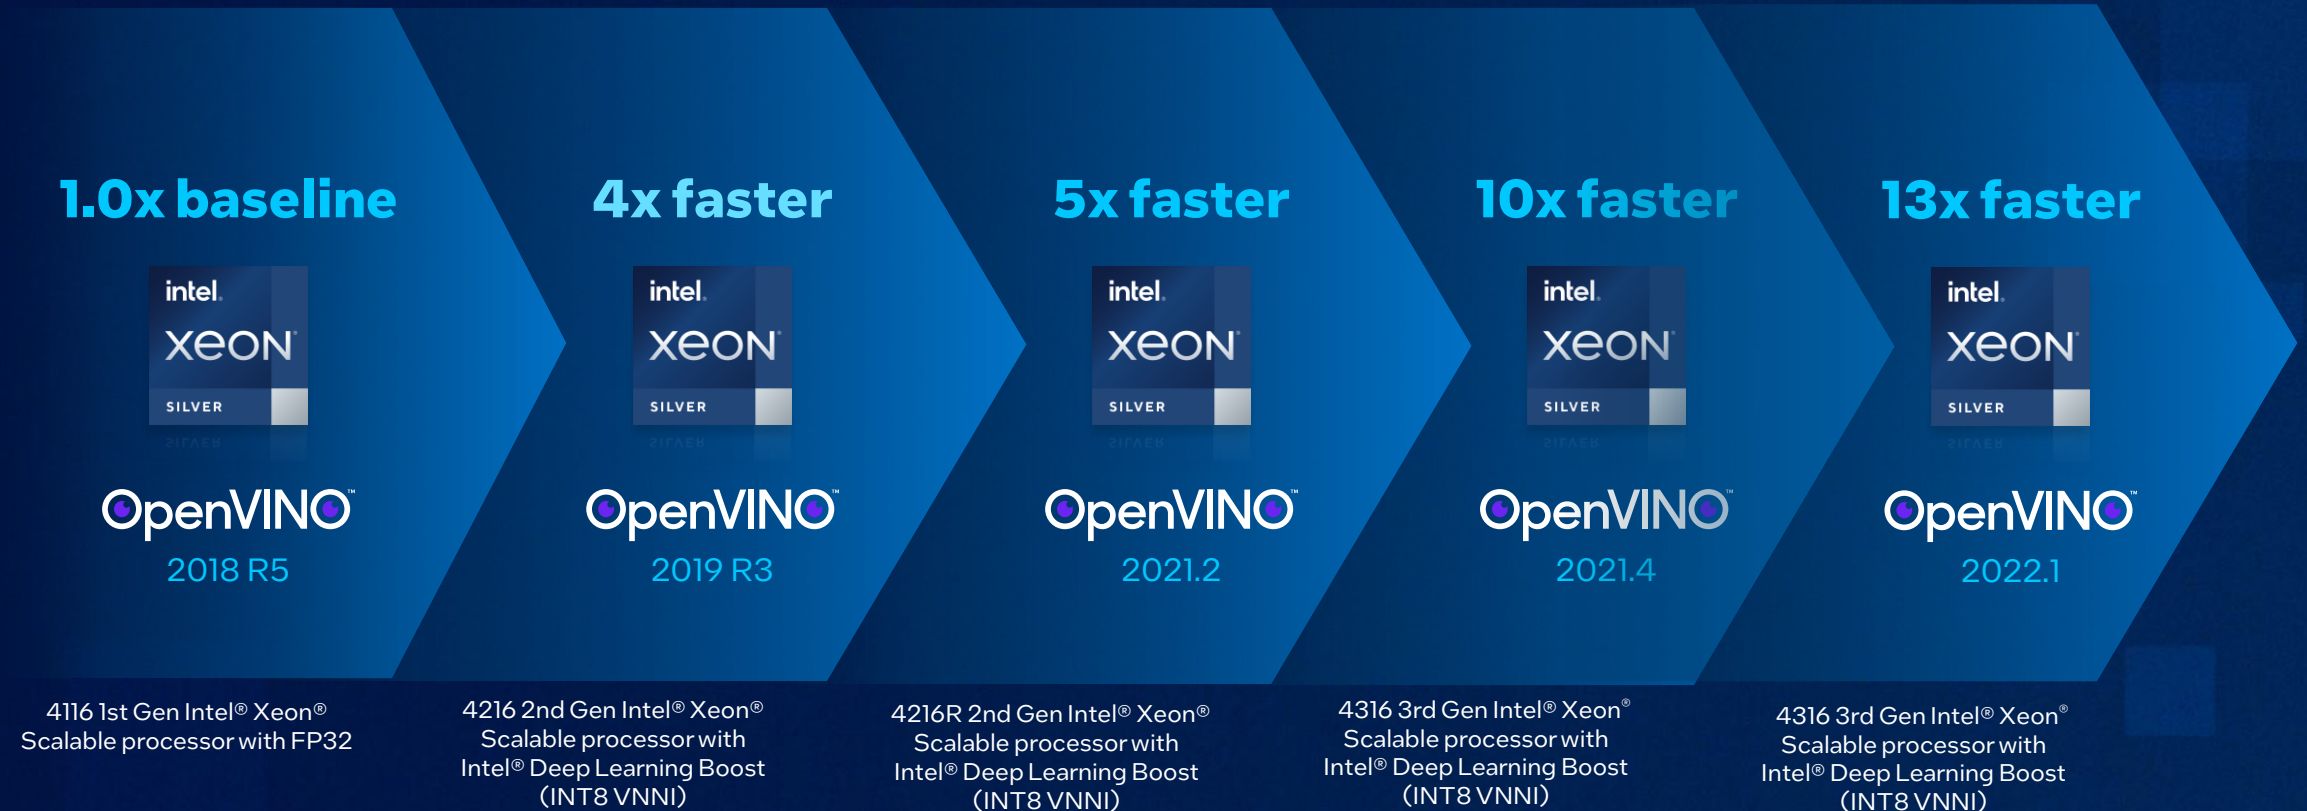 1.0x baseline
intel.
xeon®
SILVER
OpenVINO™
2018 R5
4116 1st Gen Intel® Xeon®
Scalable processor with FP32
4x faster
intel.
xeon®
SILVER
OpenVINO™
2019 R3
4216 2nd Gen Intel® Xeon®
Scalable processor with
Intel® Deep Learning Boost
(INT8 VNNI)
5x faster
intel.
xeon®
SILVER
OpenVINO™
2021.2
4216R 2nd Gen Intel® Xeon®
Scalable processor with
Intel® Deep Learning Boost
(INT8 VNNI)
10x faster
intel.
xeon®
SILVER
OpenVINO™
2021.4
4316 3rd Gen Intel® Xeon®
Scalable processor with
Intel® Deep Learning Boost
(INT8 VNNI)
13x faster
intel.
xeon®
SILVER
OpenVINO™
2022.1
4316 3rd Gen Intel® Xeon®
Scalable processor with
Intel® Deep Learning Boost
(INT8 VNNI)